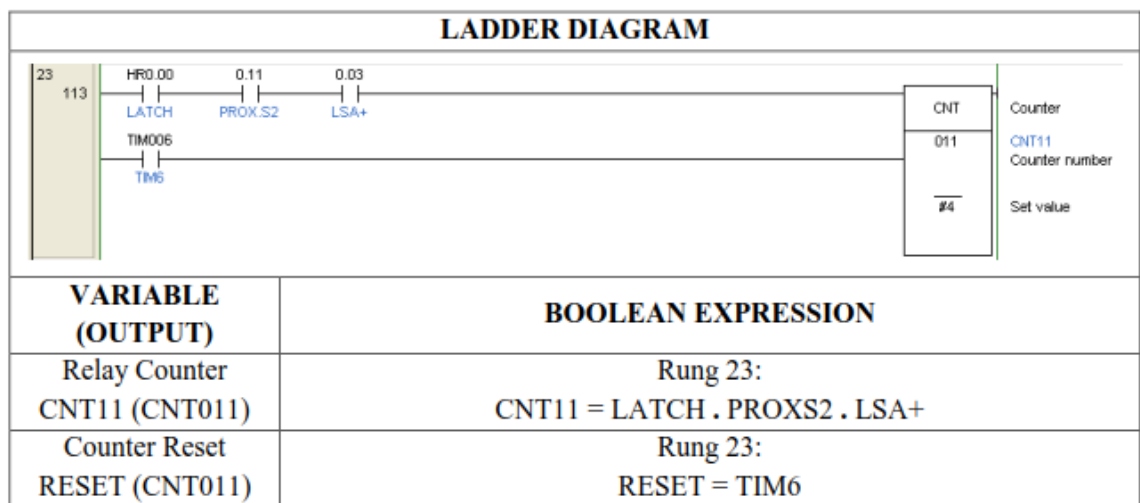 LADDER DIAGRAM
23
113
HR0.00 0.11 0.03
LATCH PROX.S2 LSA+
CNT Counter
TIM006
TIM6
011 CNT11
Counter number
#4 Set value
VARIABLE
(OUTPUT)
BOOLEAN EXPRESSION
Relay Counter
CNT11 (CNT011)
Rung 23:
CNT11 = LATCH . PROXS2 . LSA+
Counter Reset
RESET (CNT011)
Rung 23:
RESET = TIM6